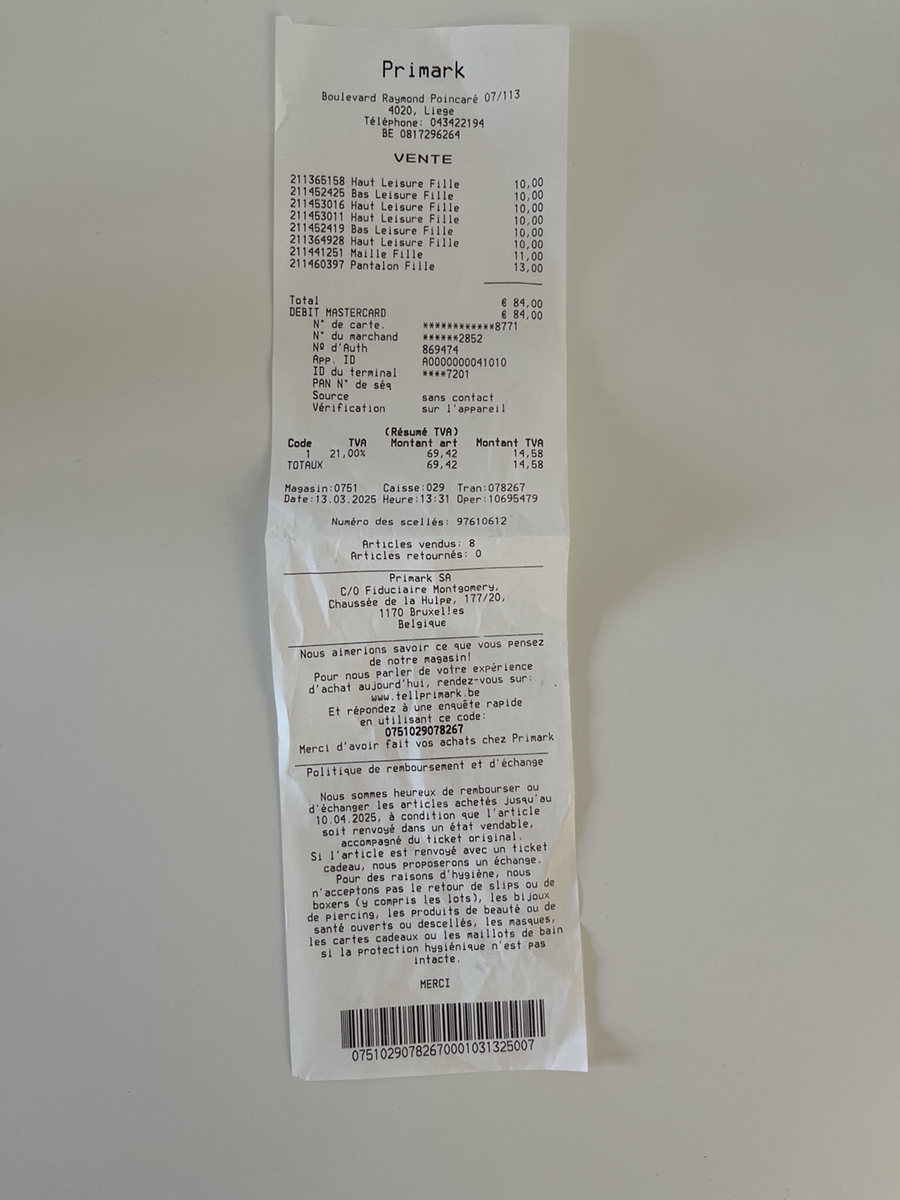 Primark
Boulevard Raymond Poincaré 07/113
4020, Liege
Téléphone: 043422194
BE 0817296264
VENTE
211365158 Haut Leisure Fille 10,00
211452425 Bas Leisure Fille 10,00
211453016 Haut Leisure Fille 10,00
211453011 Haut Leisure Fille 10,00
211452419 Bas Leisure Fille 10,00
211364928 Haut Leisure Fille 10,00
211441251 Maille Fille 11,00
211460397 Pantalon Fille 13,00
Total € 84,00
DEBIT MASTERCARD € 84,00
N° de carte. ************8771
N° du marchand ******2852
Nº d'Auth 869474
App. ID A0000000041010
ID du terminal ****7201
PAN N° de séq
Source sans contact
Vérification sur l'appareil
(Résumé TVA)
Code TVA Montant art Montant TVA
1 21,00% 69,42 14,58
TOTAUX 69,42 14,58
Magasin:0751 Caisse:029 Tran:078267
Date:13.03.2025 Heure:13:31 Oper:10695479
Numéro des scellés: 97610612
Articles vendus: 8
Articles retournés: 0
Primark SA
C/O Fiduciaire Montgomery,
Chaussée de la Hulpe, 177/20,
1170 Bruxelles
Belgique
Nous aimerions savoir ce que vous pensez
de notre magasin!
Pour nous parler de votre expérience
d'achat aujourd'hui, rendez-vous sur:
www.tellprimark.be
Et répondez à une enquête rapide
en utilisant ce code:
0751029078267
Merci d'avoir fait vos achats chez Primark
Politique de remboursement et d'échange
Nous sommes heureux de rembourser ou
d'échanger les articles achetés jusqu'au
10.04.2025, à condition que l'article
soit renvoyé dans un état vendable,
accompagné du ticket original.
Si l'article est renvoyé avec un ticket
cadeau, nous proposerons un échange.
Pour des raisons d'hygiène, nous
n'acceptons pas le retour de slips ou de
boxers (y compris les lots), les bijoux
de piercing, les produits de beauté ou de
santé ouverts ou descellés, les masques,
les cartes cadeaux ou les maillots de bain
si la protection hygiénique n'est pas
intacte.
MERCI
07510290782670001031325007